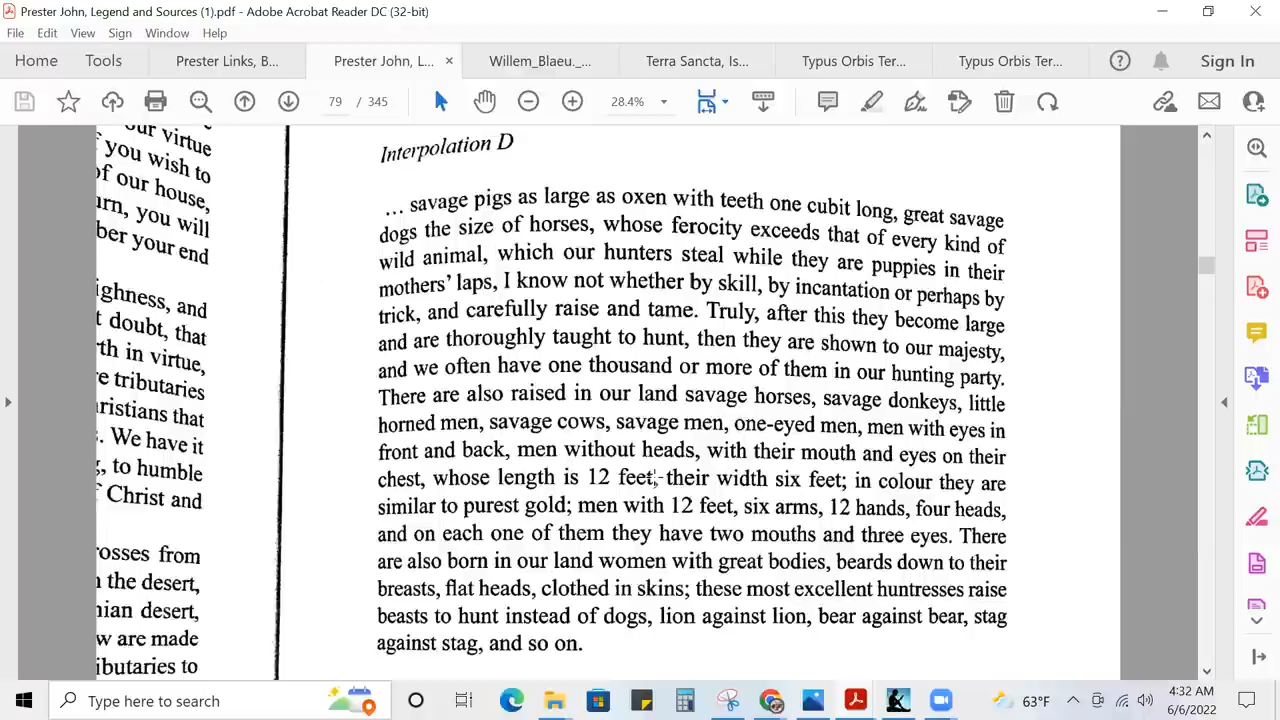 Prester John, Legend and Sources (1).pdf - Adobe Acrobat Reader DC (32-bit)
File Edit View Sign Window Help
Home Tools Prester Links, B... Prester John, L... × Willem_Blaeu._... Terra Sancta, Is... Typus Orbis Ter... Typus Orbis Ter... Sign In
79 / 345 28.4%
our virtue
f you wish to
of our house,
urn, you will
ber your end
ighness, and
t doubt, that
rth in virtue,
re tributaries
hristians that
. We have it
g, to humble
f Christ and
rosses from
n the desert,
nian desert,
w are made
ibutaries to
Interpolation D
... savage pigs as large as oxen with teeth one cubit long, great savage
dogs the size of horses, whose ferocity exceeds that of every kind of
wild animal, which our hunters steal while they are puppies in their
mothers' laps, I know not whether by skill, by incantation or perhaps by
trick, and carefully raise and tame. Truly, after this they become large
and are thoroughly taught to hunt, then they are shown to our majesty,
and we often have one thousand or more of them in our hunting party.
There are also raised in our land savage horses, savage donkeys, little
horned men, savage cows, savage men, one-eyed men, men with eyes in
front and back, men without heads, with their mouth and eyes on their
chest, whose length is 12 feet, their width six feet; in colour they are
similar to purest gold; men with 12 feet, six arms, 12 hands, four heads,
and on each one of them they have two mouths and three eyes. There
are also born in our land women with great bodies, beards down to their
breasts, flat heads, clothed in skins; these most excellent huntresses raise
beasts to hunt instead of dogs, lion against lion, bear against bear, stag
against stag, and so on.
Type here to search
63°F
4:32 AM
6/6/2022